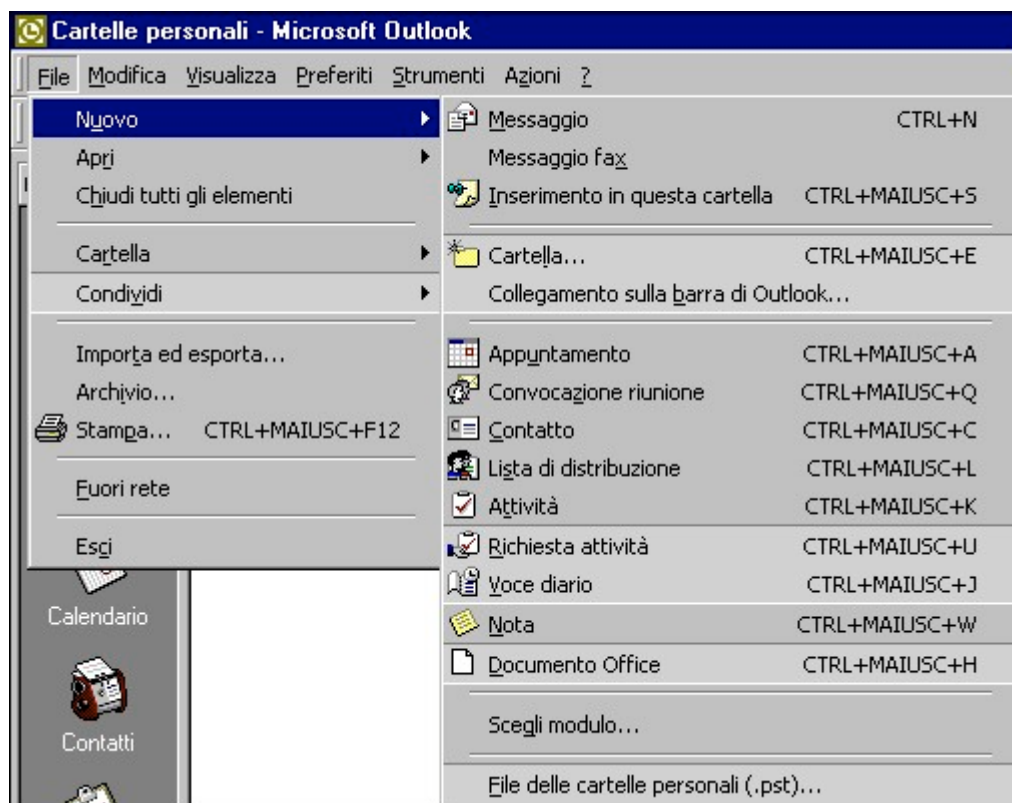 Cartelle personali - Microsoft Outlook
File Modifica Visualizza Preferiti Strumenti Azioni ?
Nuovo
Apri
Chiudi tutti gli elementi
Cartella
Condividi
Importa ed esporta...
Archivio...
Stampa... CTRL+MAIUSC+F12
Fuori rete
Esci
Messaggio CTRL+N
Messaggio fax
Inserimento in questa cartella CTRL+MAIUSC+S
Cartella... CTRL+MAIUSC+E
Collegamento sulla barra di Outlook...
Appuntamento CTRL+MAIUSC+A
Convocazione riunione CTRL+MAIUSC+Q
Contatto CTRL+MAIUSC+C
Lista di distribuzione CTRL+MAIUSC+L
Attività CTRL+MAIUSC+K
Richiesta attività CTRL+MAIUSC+U
Voce diario CTRL+MAIUSC+J
Nota CTRL+MAIUSC+W
Documento Office CTRL+MAIUSC+H
Scegli modulo...
File delle cartelle personali (.pst)...
Calendario
Contatti